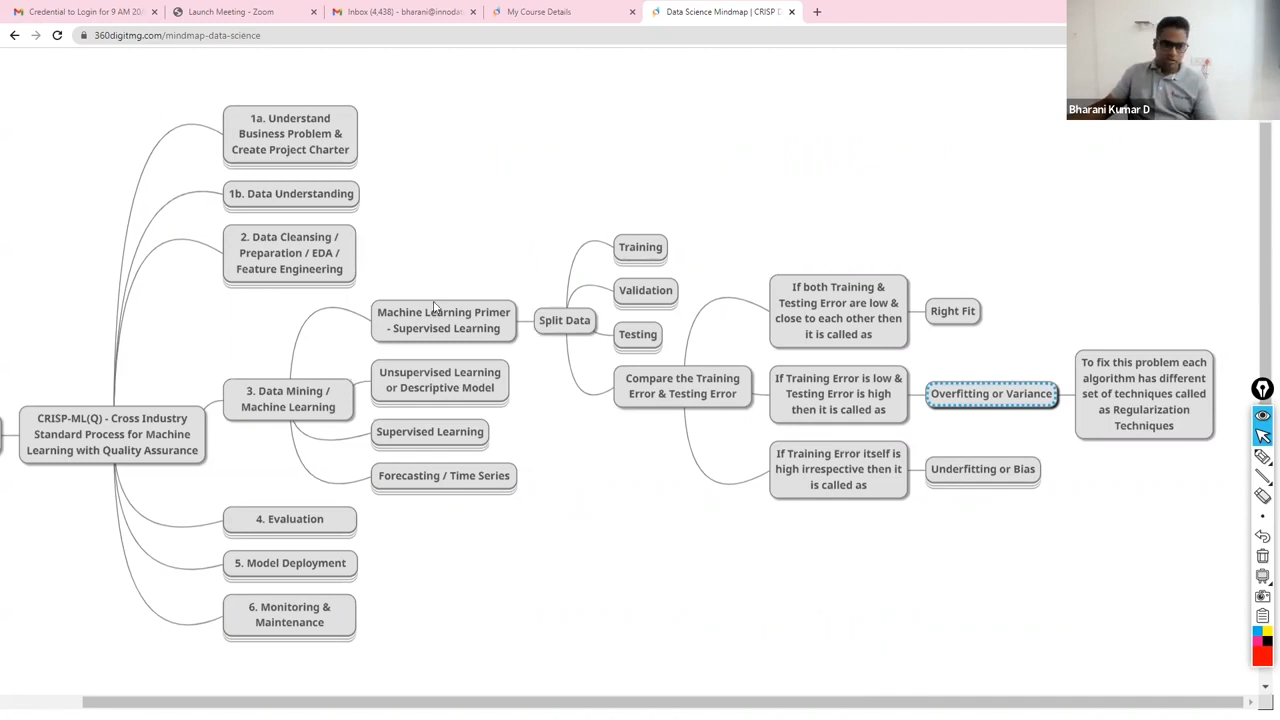 Credential to Login for 9 AM 20/
Launch Meeting - Zoom
Inbox (4,438) - bharani@innodat
My Course Details
Data Science Mindmap | CRISP D
360digitmg.com/mindmap-data-science
Bharani Kumar D
CRISP-ML(Q) - Cross Industry
Standard Process for Machine
Learning with Quality Assurance
1a. Understand
Business Problem &
Create Project Charter
1b. Data Understanding
2. Data Cleansing /
Preparation / EDA /
Feature Engineering
3. Data Mining /
Machine Learning
4. Evaluation
5. Model Deployment
6. Monitoring &
Maintenance
Machine Learning Primer
- Supervised Learning
Unsupervised Learning
or Descriptive Model
Supervised Learning
Forecasting / Time Series
Split Data
Training
Validation
Testing
Compare the Training
Error & Testing Error
If both Training &
Testing Error are low &
close to each other then
it is called as
Right Fit
If Training Error is low &
Testing Error is high
then it is called as
Overfitting or Variance
To fix this problem each
algorithm has different
set of techniques called
as Regularization
Techniques
If Training Error itself is
high irrespective then it
is called as
Underfitting or Bias